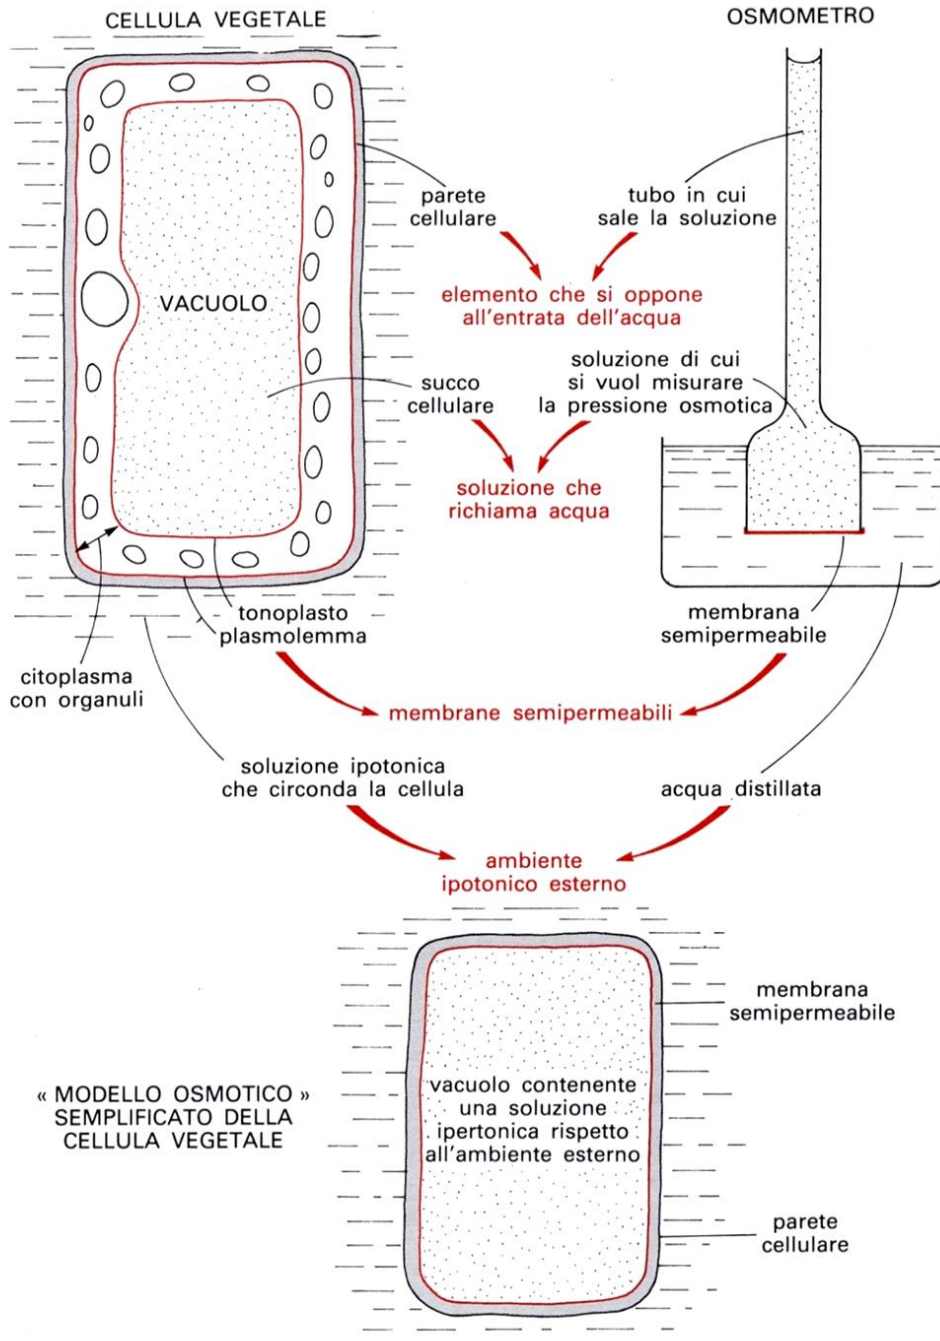 CELLULA VEGETALE
OSMOMETRO
parete
cellulare
tubo in cui
sale la soluzione
elemento che si oppone
all'entrata dell'acqua
VACUOLO
succo
cellulare
soluzione di cui
si vuol misurare
la pressione osmotica
soluzione che
richiama acqua
tonoplasto
plasmolemma
membrana
semipermeabile
citoplasma
con organuli
membrane semipermeabili
soluzione ipotonica
che circonda la cellula
acqua distillata
ambiente
ipotonico esterno
membrana
semipermeabile
« MODELLO OSMOTICO »
SEMPLIFICATO DELLA
CELLULA VEGETALE
vacuolo contenente
una soluzione
ipertonica rispetto
all'ambiente esterno
parete
cellulare